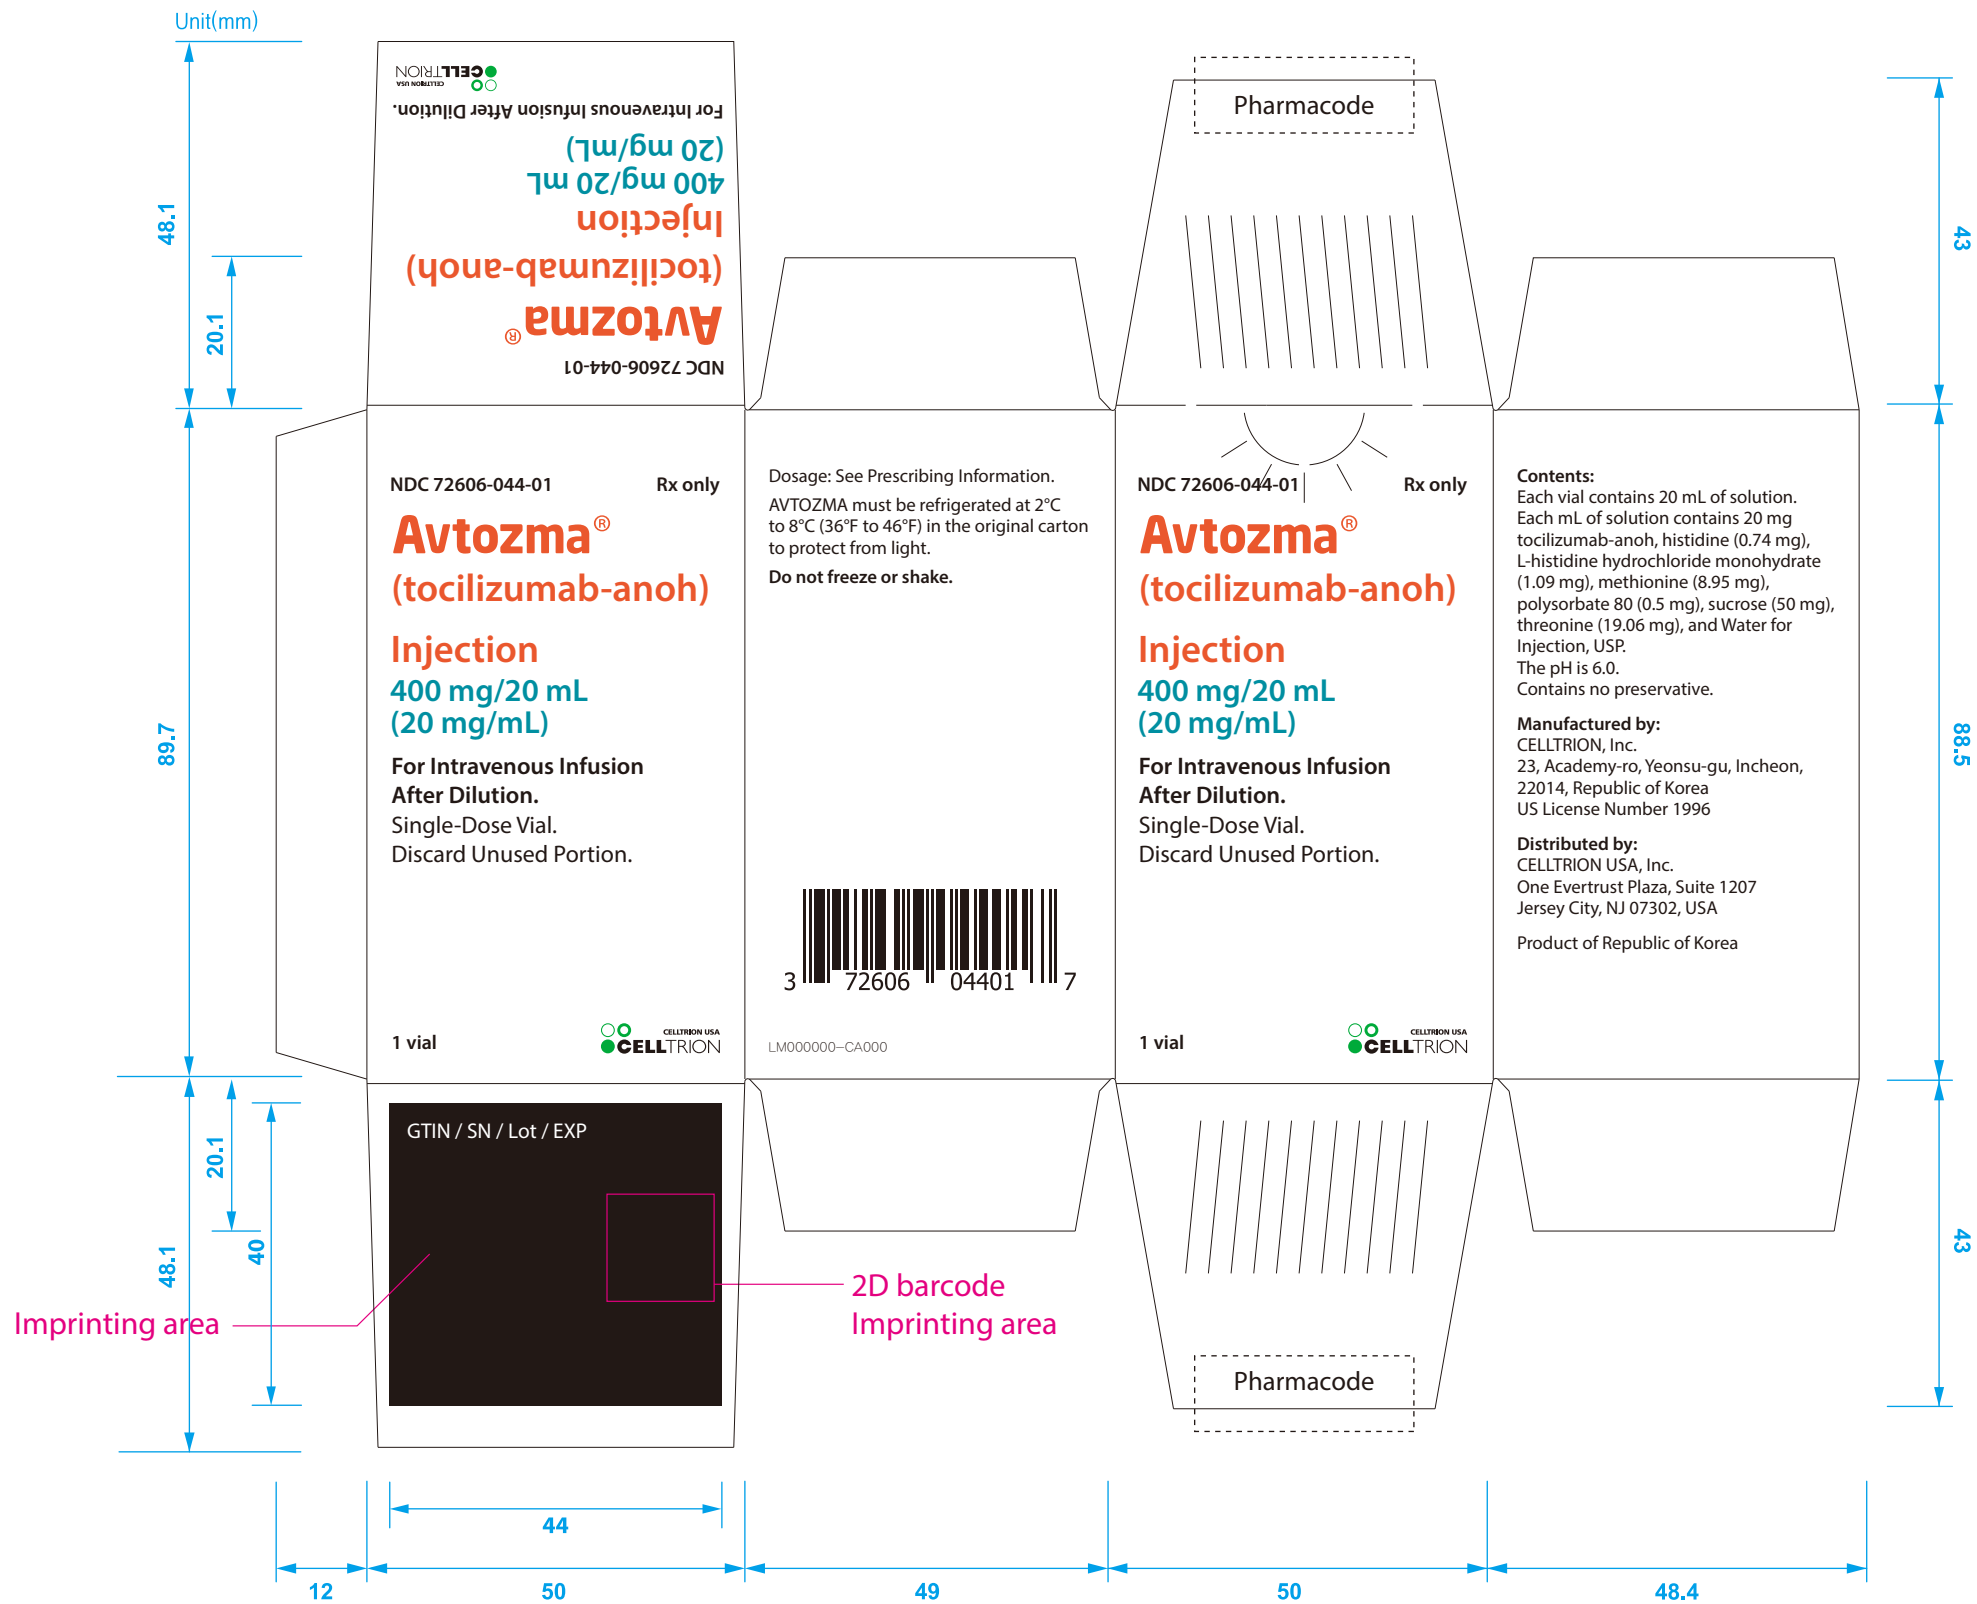 Unit(mm)
CELLTRION USA
CELLTRION
For Intravenous Infusion After Dilution.
(20 mg/mL)
400 mg/20 mL
Injection
(tocilizumab-anoh)
Avtozma®
NDC 72606-044-01
Pharmacode
48.1
20.1
43
NDC 72606-044-01 Rx only
Avtozma®
(tocilizumab-anoh)
Injection
400 mg/20 mL
(20 mg/mL)
For Intravenous Infusion
After Dilution.
Single-Dose Vial.
Discard Unused Portion.
1 vial
CELLTRION USA
CELLTRION
Dosage: See Prescribing Information.
AVTOZMA must be refrigerated at 2°C
to 8°C (36°F to 46°F) in the original carton
to protect from light.
Do not freeze or shake.
3 72606 04401 7
LM000000-CA000
NDC 72606-044-01 Rx only
Avtozma®
(tocilizumab-anoh)
Injection
400 mg/20 mL
(20 mg/mL)
For Intravenous Infusion
After Dilution.
Single-Dose Vial.
Discard Unused Portion.
1 vial
CELLTRION USA
CELLTRION
Contents:
Each vial contains 20 mL of solution.
Each mL of solution contains 20 mg
tocilizumab-anoh, histidine (0.74 mg),
L-histidine hydrochloride monohydrate
(1.09 mg), methionine (8.95 mg),
polysorbate 80 (0.5 mg), sucrose (50 mg),
threonine (19.06 mg), and Water for
Injection, USP.
The pH is 6.0.
Contains no preservative.
Manufactured by:
CELLTRION, Inc.
23, Academy-ro, Yeonsu-gu, Incheon,
22014, Republic of Korea
US License Number 1996
Distributed by:
CELLTRION USA, Inc.
One Evertrust Plaza, Suite 1207
Jersey City, NJ 07302, USA
Product of Republic of Korea
89.7
88.5
GTIN / SN / Lot / EXP
20.1
40
48.1
43
Imprinting area
2D barcode
Imprinting area
Pharmacode
44
12
50
49
50
48.4